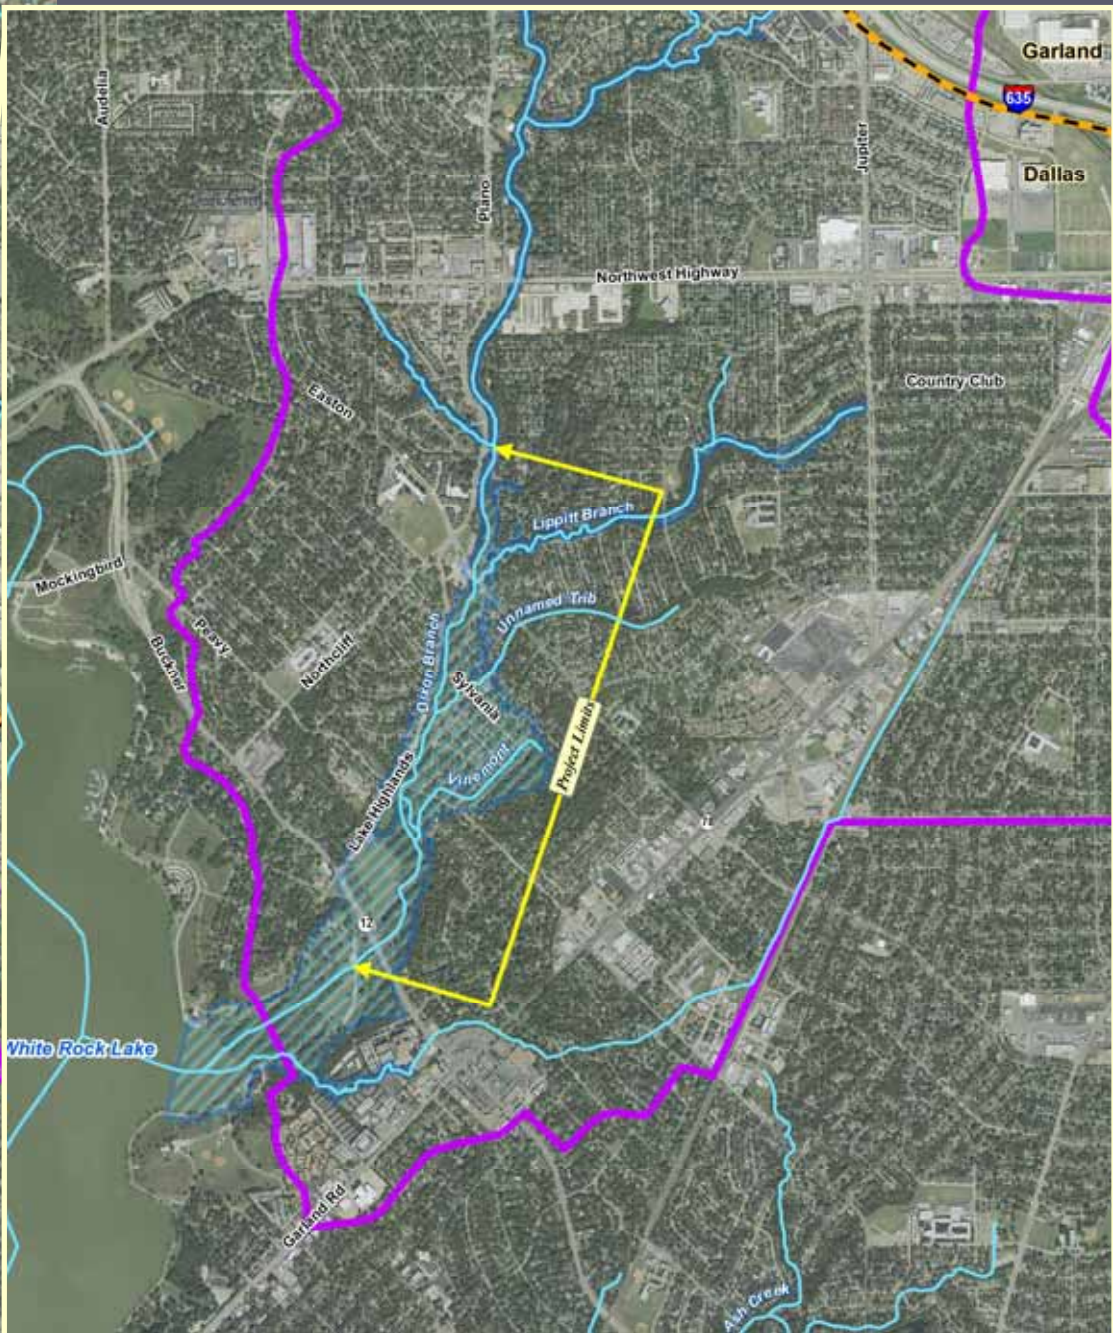 Garland
635
Audelia
Jupiter
Dallas
Plano
Northwest Highway
Country Club
Easton
Lippitt Branch
Mockingbird
Unnamed Trib
Peavy
Buckner
Northcliff
Dixon Branch
Sylvania
Project Limits
Vinemont
Lake Highlands
78
12
White Rock Lake
Garland Rd
Ash Creek